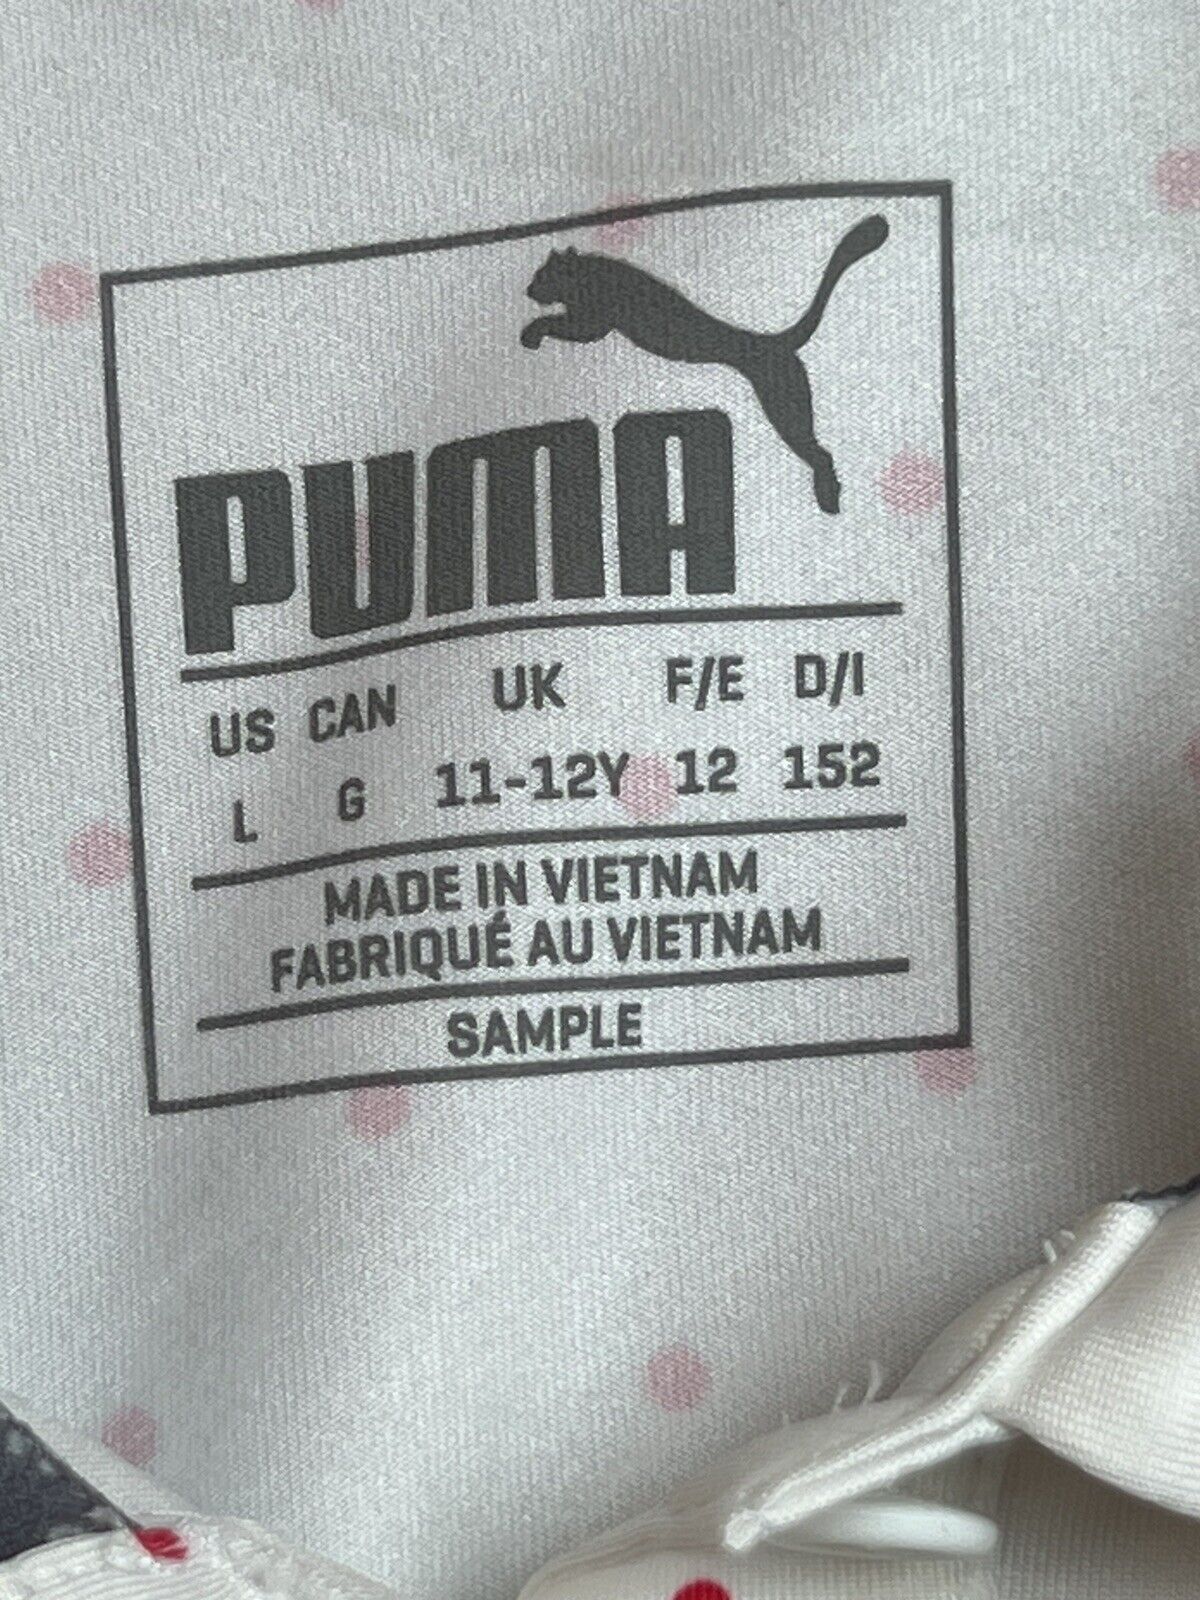 PUMA
US CAN UK F/E D/I
L G 11-12Y 12 152
MADE IN VIETNAM
FABRIQUÉ AU VIETNAM
SAMPLE